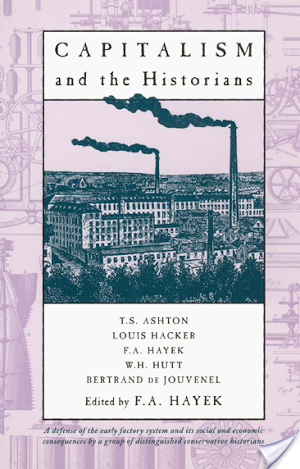 CAPITALISM
and the Historians
T.S. ASHTON
LOUIS HACKER
F.A. HAYEK
W.H. HUTT
BERTRAND DE JOUVENEL
Edited by F.A. HAYEK
A defense of the early factory system and its social and economic
consequences by a group of distinguished conservative historians